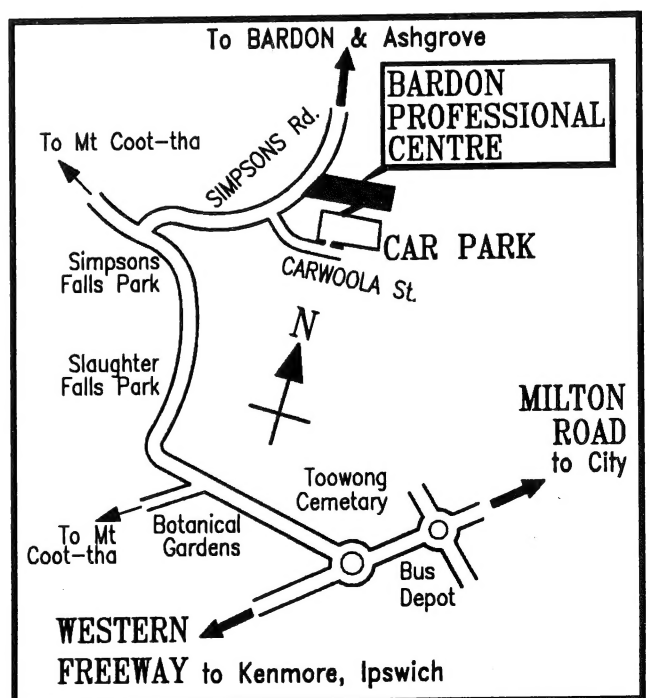 To BARDON & Ashgrove
BARDON
PROFESSIONAL
CENTRE
To Mt Coot-tha
SIMPSONS Rd.
CAR PARK
CARWOOLA St.
Simpsons
Falls Park
N
Slaughter
Falls Park
MILTON
ROAD
to City
Toowong
Cemetary
To Mt
Coot-tha
Botanical
Gardens
Bus
Depot
WESTERN
FREEWAY to Kenmore, Ipswich